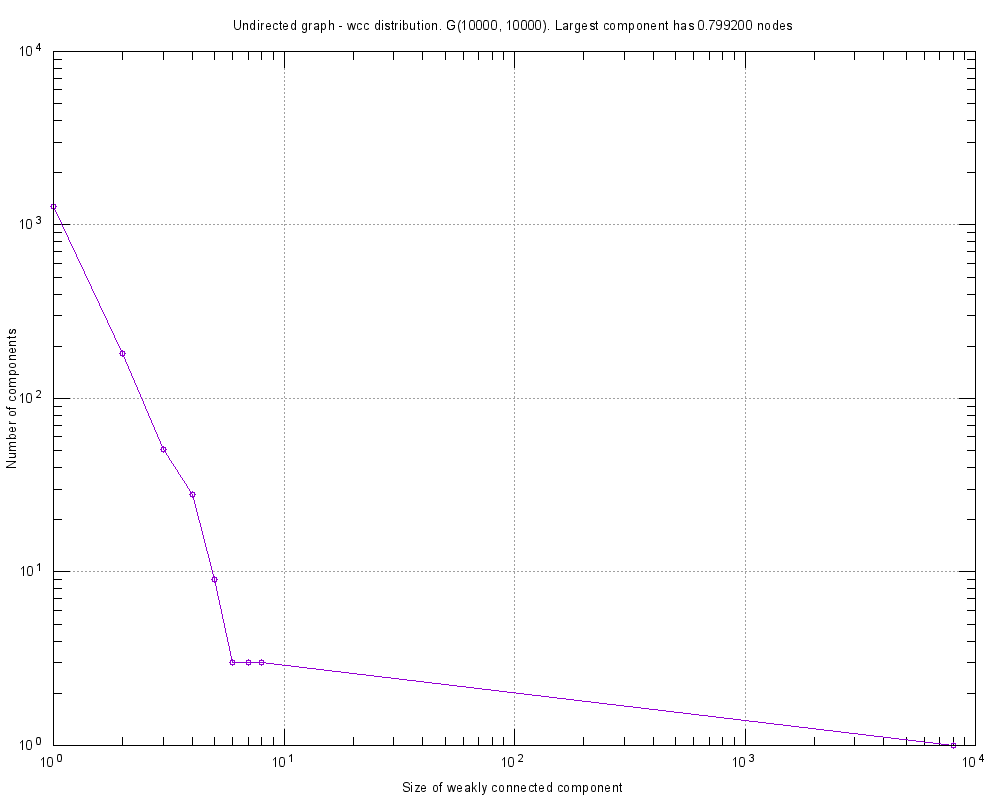 Undirected graph - wcc distribution. G(10000, 10000). Largest component has 0.799200 nodes
10^4
10^3
10^2
10^1
10^0
Number of components
10^0 10^1 10^2 10^3 10^4
Size of weakly connected component